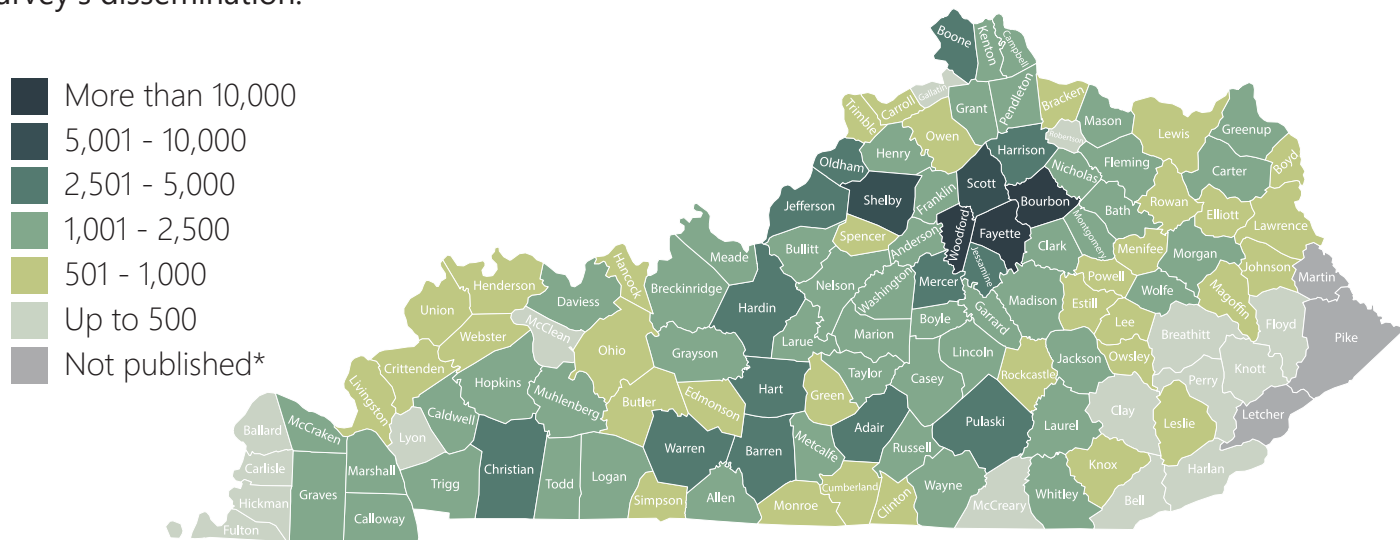 urvey's dissemination.
More than 10,000
5,001 - 10,000
2,501 - 5,000
1,001 - 2,500
501 - 1,000
Up to 500
Not published*
Boone
Kenton
Campbell
Gallatin
Carroll
Trimble
Grant
Pendleton
Bracken
Mason
Robertson
Lewis
Greenup
Owen
Henry
Oldham
Harrison
Nicholas
Fleming
Carter
Boyd
Jefferson
Shelby
Franklin
Scott
Bourbon
Bath
Rowan
Elliott
Lawrence
Spencer
Bullitt
Anderson
Woodford
Fayette
Clark
Montgomery
Menifee
Morgan
Johnson
Martin
Meade
Hancock
Breckinridge
Hardin
Nelson
Washington
Mercer
Jessamine
Madison
Garrard
Estill
Powell
Wolfe
Magoffin
Floyd
Pike
Henderson
Union
Webster
Daviess
McClean
Ohio
Grayson
Larue
Marion
Boyle
Lincoln
Rockcastle
Jackson
Lee
Owsley
Breathitt
Knott
Perry
Letcher
Crittenden
Livingston
Hopkins
Muhlenberg
Butler
Edmonson
Hart
Green
Taylor
Casey
Pulaski
Laurel
Clay
Leslie
Harlan
Ballard
McCraken
Lyon
Caldwell
Christian
Warren
Barren
Metcalfe
Adair
Russell
Knox
Carlisle
Marshall
Graves
Trigg
Todd
Logan
Simpson
Allen
Monroe
Cumberland
Clinton
Wayne
McCreary
Whitley
Bell
Hickman
Fulton
Calloway